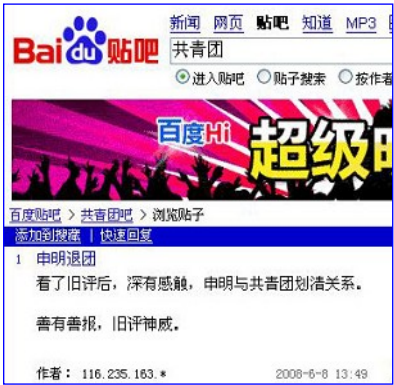 新闻 网页 贴吧 知道 MP3
Bai du 贴吧
共青团
进入贴吧 贴子搜索 按作者
百度Hi
超级
百度贴吧 > 共青团吧 > 浏览贴子
添加到搜藏 | 快速回复
1 申明退团
看了旧评后，深有感触，申明与共青团划清关系。
善有善报，旧评神威。
作者： 116.235.163.* 2008-6-8 13:49